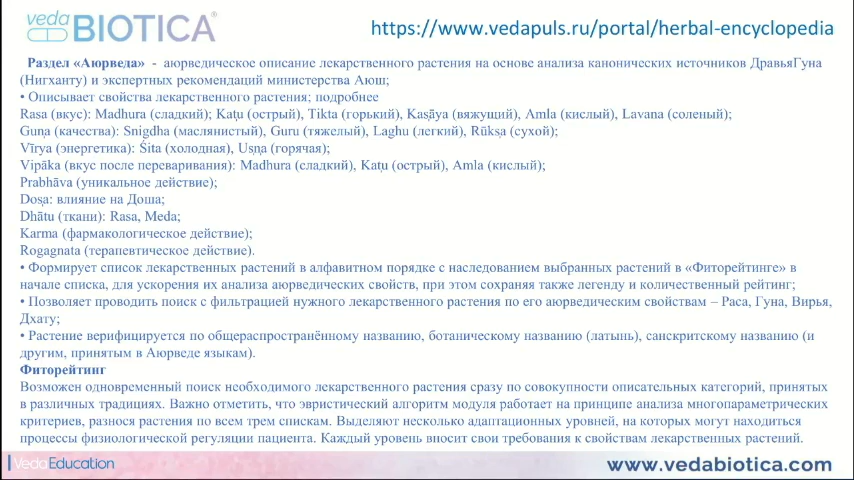 veda
BIOTICA®
https://www.vedapuls.ru/portal/herbal-encyclopedia
Раздел «Аюрведа» - аюрведическое описание лекарственного растения на основе анализа канонических источников ДравьяГуна
(Нигханту) и экспертных рекомендаций министерства Аюш;
• Описывает свойства лекарственного растения; подробнее
Rasa (вкус): Madhura (сладкий); Kaṭu (острый), Tikta (горький), Kaṣāya (вяжущий), Amla (кислый), Lavana (соленый);
Guṇa (качества): Snigdha (маслянистый), Guru (тяжелый), Laghu (легкий), Rūkṣa (сухой);
Vīrya (энергетика): Śita (холодная), Uṣṇa (горячая);
Vipāka (вкус после переваривания): Madhura (сладкий), Kaṭu (острый), Amla (кислый);
Prabhāva (уникальное действие);
Doṣa: влияние на Доша;
Dhātu (ткани): Rasa, Meda;
Karma (фармакологическое действие);
Rogagnata (терапевтическое действие).
• Формирует список лекарственных растений в алфавитном порядке с наследованием выбранных растений в «Фиторейтинге» в
начале списка, для ускорения их анализа аюрведических свойств, при этом сохраняя также легенду и количественный рейтинг;
• Позволяет проводить поиск с фильтрацией нужного лекарственного растения по его аюрведическим свойствам – Раса, Гуна, Вирья,
Дхату;
• Растение верифицируется по общераспространённому названию, ботаническому названию (латынь), санскритскому названию (и
другим, принятым в Аюрведе языкам).
Фиторейтинг
Возможен одновременный поиск необходимого лекарственного растения сразу по совокупности описательных категорий, принятых
в различных традициях. Важно отметить, что эвристический алгоритм модуля работает на принципе анализа многопараметрических
критериев, разнося растения по всем трем спискам. Выделяют несколько адаптационных уровней, на которых могут находиться
процессы физиологической регуляции пациента. Каждый уровень вносит свои требования к свойствам лекарственных растений.
VedaEducation
www.vedabiotica.com